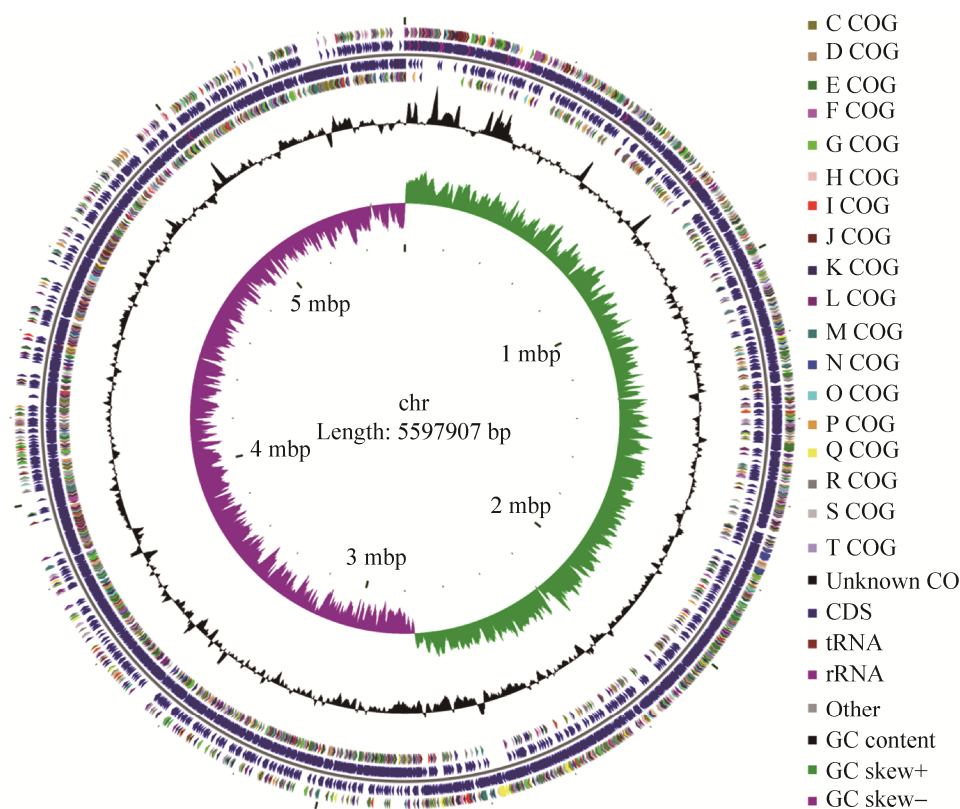 5 mbp
1 mbp
chr
Length: 5597907 bp
4 mbp
2 mbp
3 mbp
C COG
D COG
E COG
F COG
G COG
H COG
I COG
J COG
K COG
L COG
M COG
N COG
O COG
P COG
Q COG
R COG
S COG
T COG
Unknown CO
CDS
tRNA
rRNA
Other
GC content
GC skew+
GC skew−